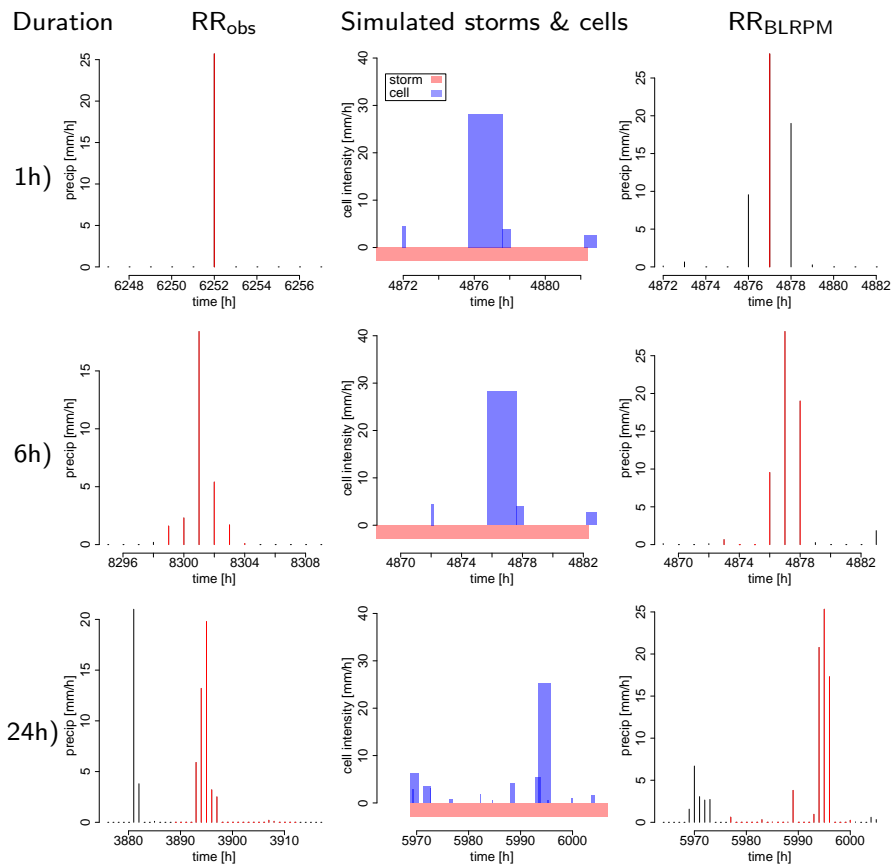 Duration RR_obs Simulated storms & cells RR_BLRPM
1h)
precip [mm/h]
0 5 10 15 20 25
6248 6250 6252 6254 6256
time [h]
storm
cell
cell intensity [mm/h]
0 10 20 30 40
4872 4876 4880
time [h]
precip [mm/h]
0 5 10 15 20 25
4872 4874 4876 4878 4880 4882
time [h]
6h)
precip [mm/h]
0 5 10 15
8296 8300 8304 8308
time [h]
cell intensity [mm/h]
0 10 20 30 40
4870 4874 4878 4882
time [h]
precip [mm/h]
0 5 10 15 20 25
4870 4874 4878 4882
time [h]
24h)
precip [mm/h]
0 5 10 15 20
3880 3890 3900 3910
time [h]
cell intensity [mm/h]
0 10 20 30 40
5970 5980 5990 6000
time [h]
precip [mm/h]
0 5 10 15 20 25
5970 5980 5990 6000
time [h]